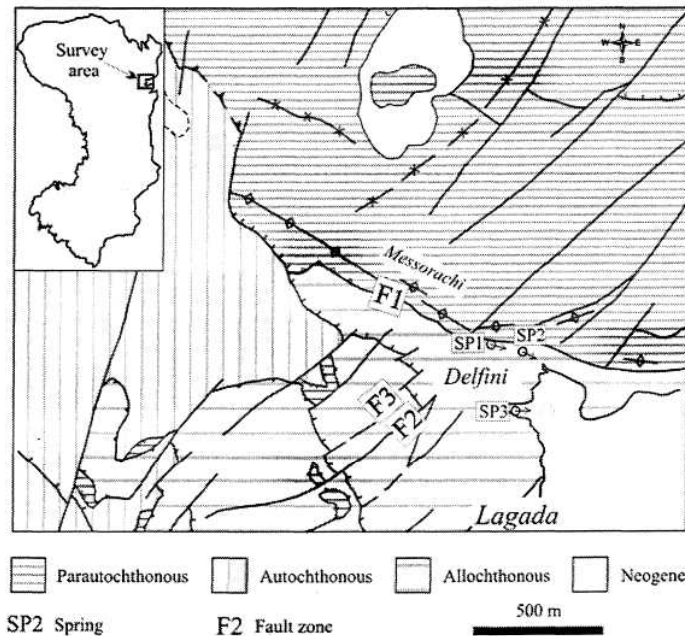 Survey
area
N
W E
S
Messorachi
F1
SP1
SP2
Delfini
F3
F2
SP3
Lagada
Parautochthonous
Autochthonous
Allochthonous
Neogene
SP2 Spring
F2 Fault zone
500 m